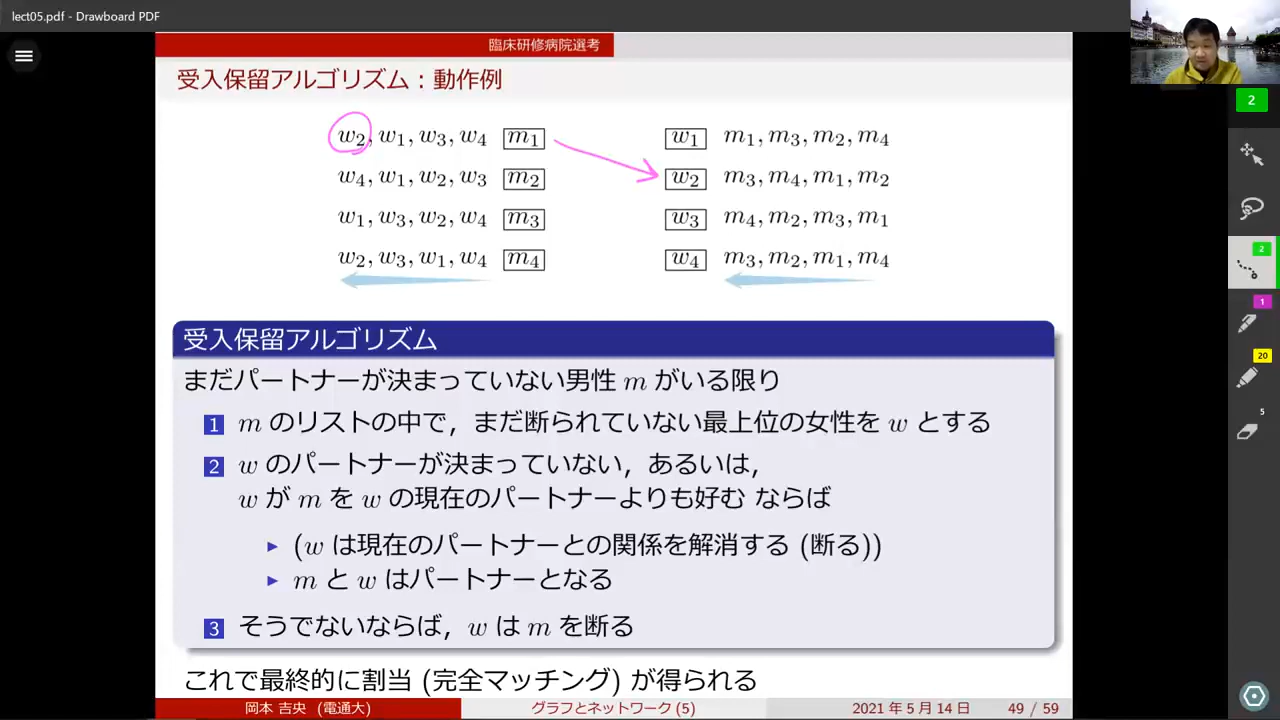 lect05.pdf - Drawboard PDF
臨床研修病院選考
受入保留アルゴリズム：動作例
w2, w1, w3, w4 m1 w1 m1, m3, m2, m4
w4, w1, w2, w3 m2 w2 m3, m4, m1, m2
w1, w3, w2, w4 m3 w3 m4, m2, m3, m1
w2, w3, w1, w4 m4 w4 m3, m2, m1, m4
受入保留アルゴリズム
まだパートナーが決まっていない男性 m がいる限り
1 m のリストの中で，まだ断られていない最上位の女性を w とする
2 w のパートナーが決まっていない，あるいは，
w が m を w の現在のパートナーよりも好む ならば
▶ (w は現在のパートナーとの関係を解消する (断る))
▶ m と w はパートナーとなる
3 そうでないならば，w は m を断る
これで最終的に割当 (完全マッチング) が得られる
岡本 吉央 (電通大) グラフとネットワーク (5) 2021 年 5 月 14 日 49 / 59
2
2
1
20
5